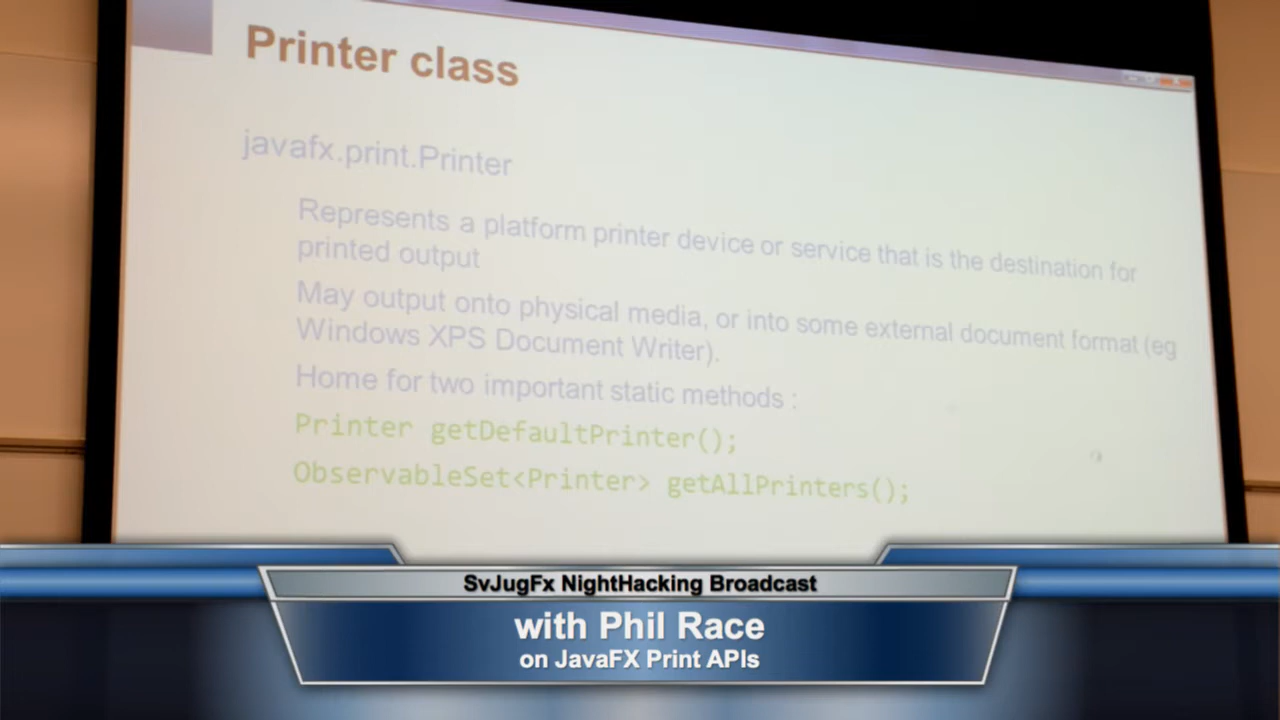 Printer class
javafx.print.Printer
Represents a platform printer device or service that is the destination for
printed output
May output onto physical media, or into some external document format (eg
Windows XPS Document Writer).
Home for two important static methods :
Printer getDefaultPrinter();
ObservableSet<Printer> getAllPrinters();
SvJugFx NightHacking Broadcast
with Phil Race
on JavaFX Print APIs